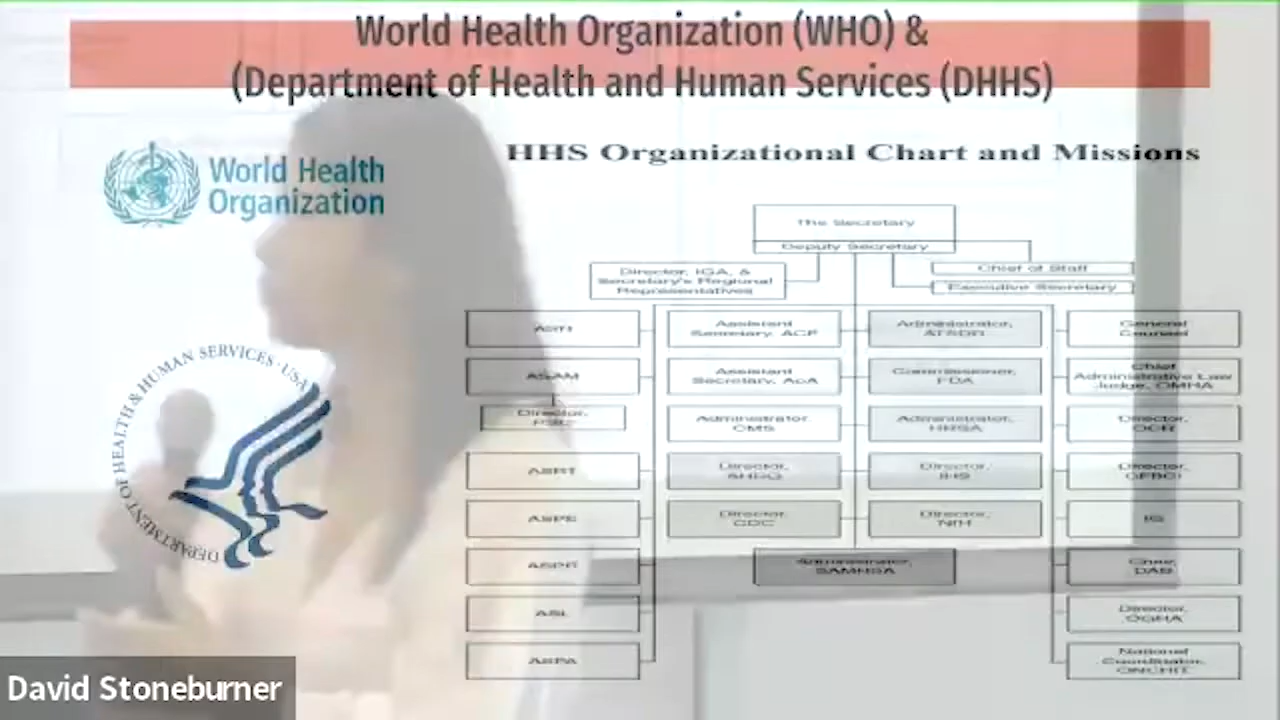 World Health Organization (WHO) &
(Department of Health and Human Services (DHHS)
World Health
Organization
HHS Organizational Chart and Missions
The Secretary
Deputy Secretary
Director, IGA, &
Secretary's Regional
Representatives
Chief of Staff
Executive Secretary
ASH
Assistant
Secretary, ACF
Administrator,
ATSDR
General
Counsel
ASAM
Assistant
Secretary, AoA
Commissioner,
FDA
Chief
Administrative Law
Judge, OMHA
Director,
Administrator
CMS
Administrator,
HRSA
Director,
OCR
ASRT
Director,
AHRQ
Director,
IHS
Director,
OFBCI
ASPE
Director,
CDC
Director,
NIH
IG
ASPR
Administrator,
SAMHSA
Chair,
DAB
ASL
Director,
OGHA
ASPA
National
Coordinator,
ONCHIT
DEPARTMENT OF HEALTH & HUMAN SERVICES · USA
David Stoneburner